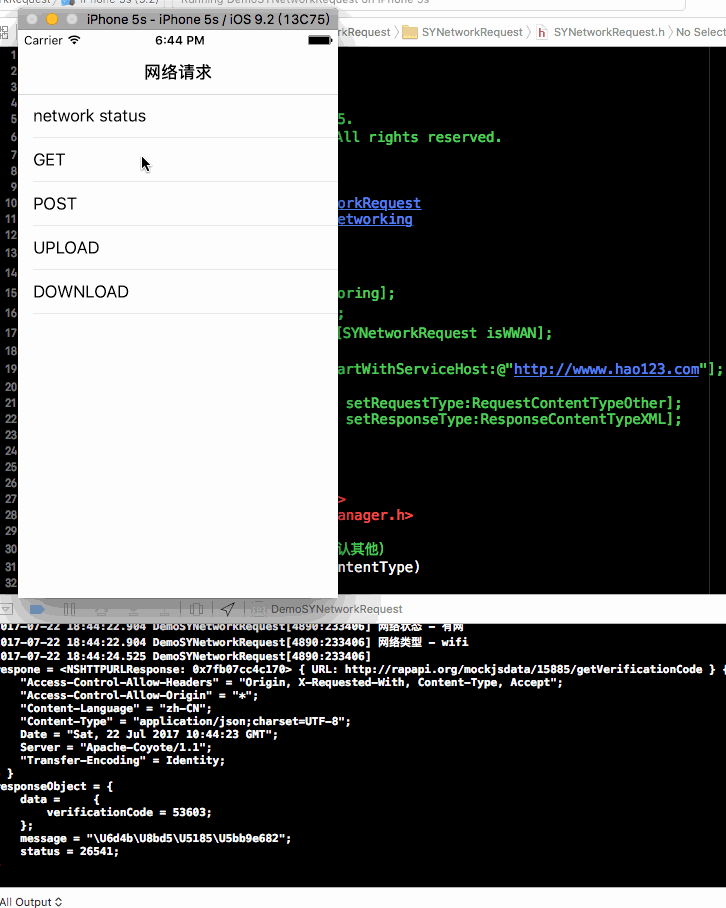 iPhone 5s - iPhone 5s / iOS 9.2 (13C75)
Carrier 6:44 PM
网络请求
network status
GET
POST
UPLOAD
DOWNLOAD
rkRequest SYNetworkRequest h SYNetworkRequest.h No Select
1
2
3
4
5 5.
6 All rights reserved.
7
8
9
10 orkRequest
11 etworking
12
13
14
15 oring];
16 ;
17 [SYNetworkRequest isWWAN];
18
19 artWithServiceHost:@"http://wwww.hao123.com"];
20
21 setRequestType:RequestContentTypeOther];
22 setResponseType:ResponseContentTypeXML];
23
24
25
26
27 >
28 anager.h>
29
30 认其他)
31 ntentType)
32
DemoSYNetworkRequest
017-07-22 18:44:22.904 DemoSYNetworkRequest[4890:233406] 网络状态 - 有网
017-07-22 18:44:22.904 DemoSYNetworkRequest[4890:233406] 网络类型 - wifi
017-07-22 18:44:24.525 DemoSYNetworkRequest[4890:233406]
respone = <NSHTTPURLResponse: 0x7fb07cc4c170> { URL: http://rapapi.org/mockjsdata/15885/getVerificationCode } {
"Access-Control-Allow-Headers" = "Origin, X-Requested-With, Content-Type, Accept";
"Access-Control-Allow-Origin" = "*";
"Content-Language" = "zh-CN";
"Content-Type" = "application/json;charset=UTF-8";
Date = "Sat, 22 Jul 2017 10:44:23 GMT";
Server = "Apache-Coyote/1.1";
"Transfer-Encoding" = Identity;
}
responseObject = {
data = {
verificationCode = 53603;
};
message = "\U6d4b\U8bd5\U5185\U5bb9e682";
status = 26541;
All Output